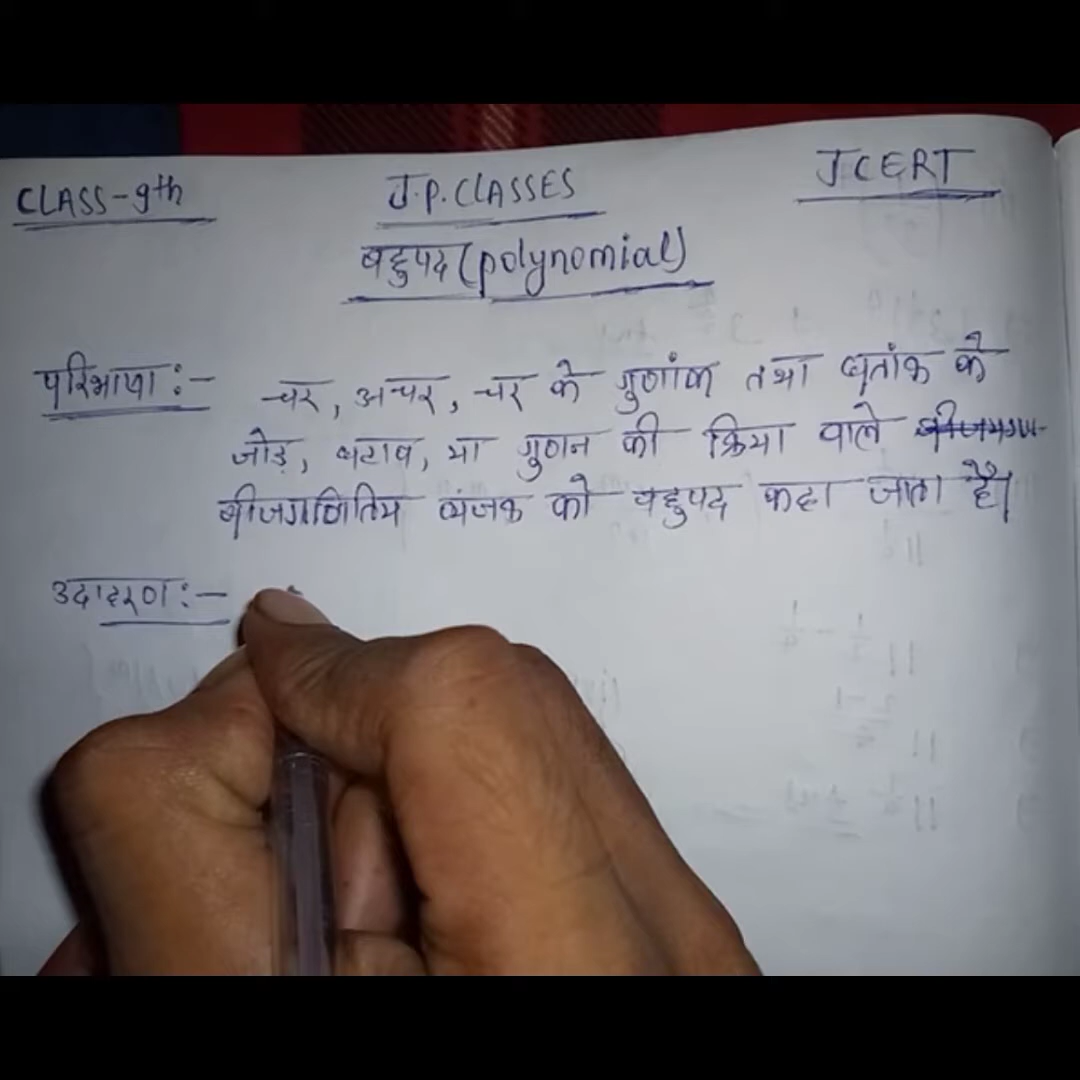 CLASS-9th J.P.CLASSES JCERT
बहुपद (polynomial)
परिभाषा :- चर, अचर, चर के गुणांक तथा घतांक के
जोड़, घटाव, या गुणन की क्रिया वाले
बीजगणितिय व्यंजक को बहुपद कहा जाता है।
उदाहरण :-